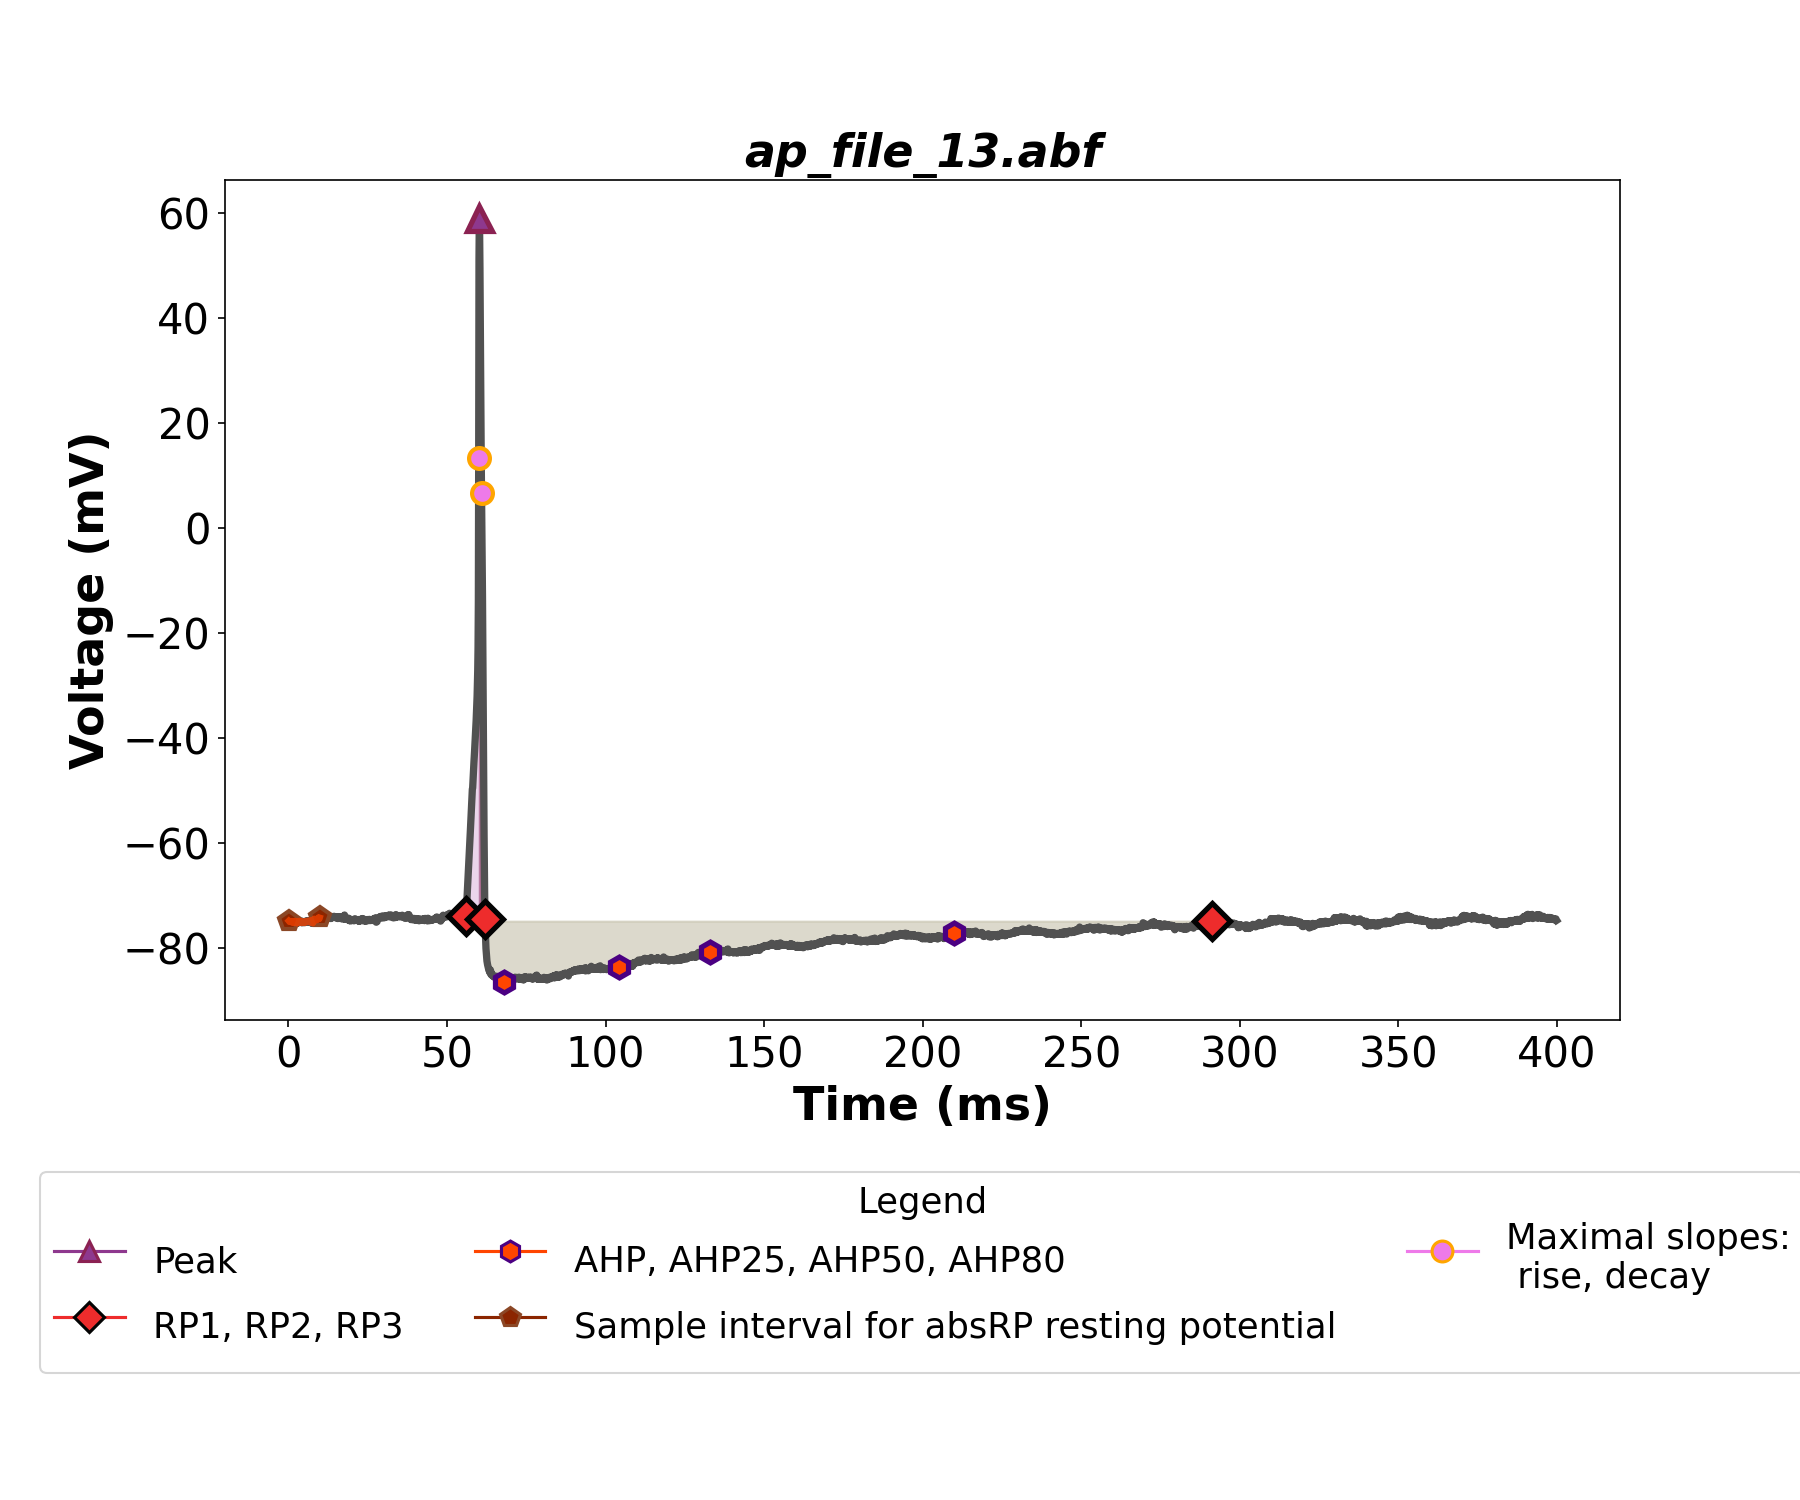 ap_file_13.abf
60
40
20
0
−20
−40
−60
−80
Voltage (mV)
0 50 100 150 200 250 300 350 400
Time (ms)
Legend
Peak
RP1, RP2, RP3
AHP, AHP25, AHP50, AHP80
Sample interval for absRP resting potential
Maximal slopes:
rise, decay